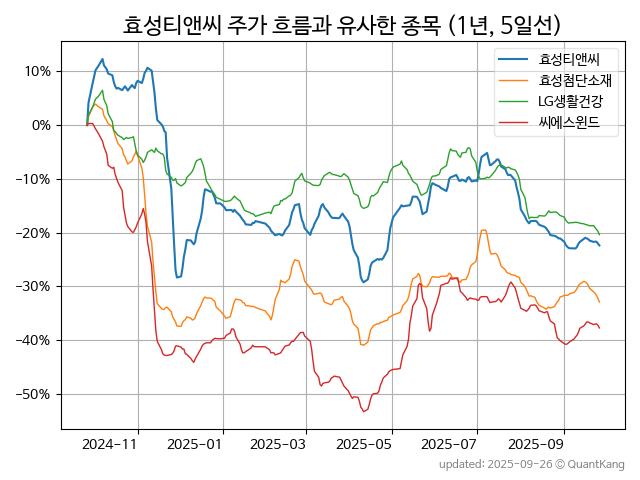 효성티앤씨 주가 흐름과 유사한 종목 (1년, 5일선)
효성티앤씨
효성첨단소재
LG생활건강
씨에스윈드
10%
0%
−10%
−20%
−30%
−40%
−50%
2024-11
2025-01
2025-03
2025-05
2025-07
2025-09
updated: 2025-09-26 © QuantKang